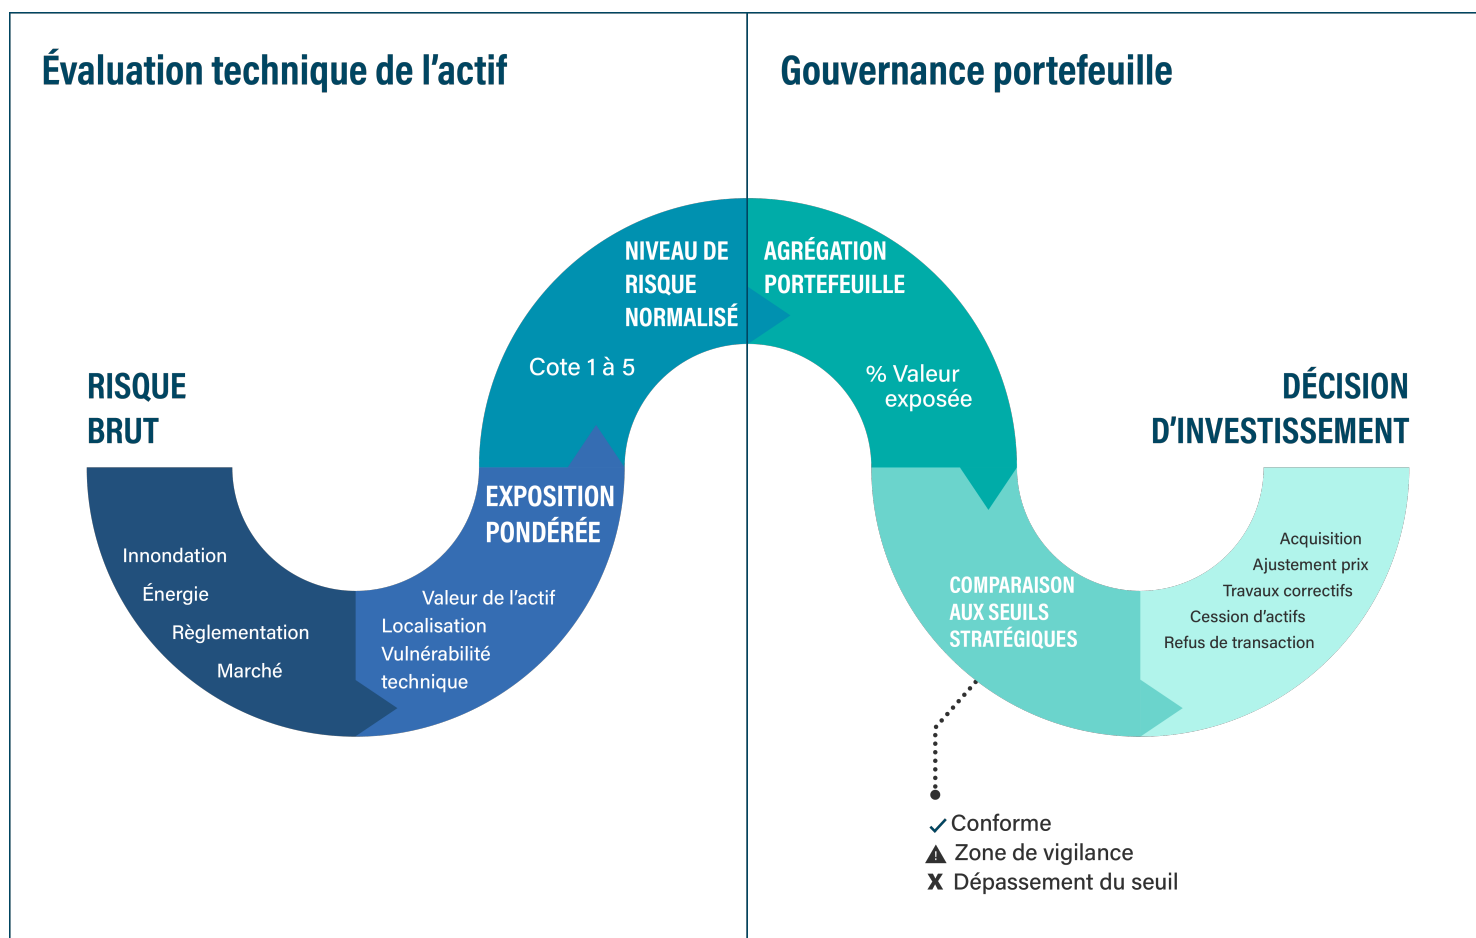 Évaluation technique de l'actif
Gouvernance portefeuille
RISQUE
BRUT
Innondation
Énergie
Règlementation
Marché
EXPOSITION
PONDÉRÉE
Valeur de l'actif
Localisation
Vulnérabilité
technique
NIVEAU DE
RISQUE
NORMALISÉ
Cote 1 à 5
AGRÉGATION
PORTEFEUILLE
% Valeur
exposée
COMPARAISON
AUX SEUILS
STRATÉGIQUES
Conforme
Zone de vigilance
X Dépassement du seuil
DÉCISION
D'INVESTISSEMENT
Acquisition
Ajustement prix
Travaux correctifs
Cession d'actifs
Refus de transaction